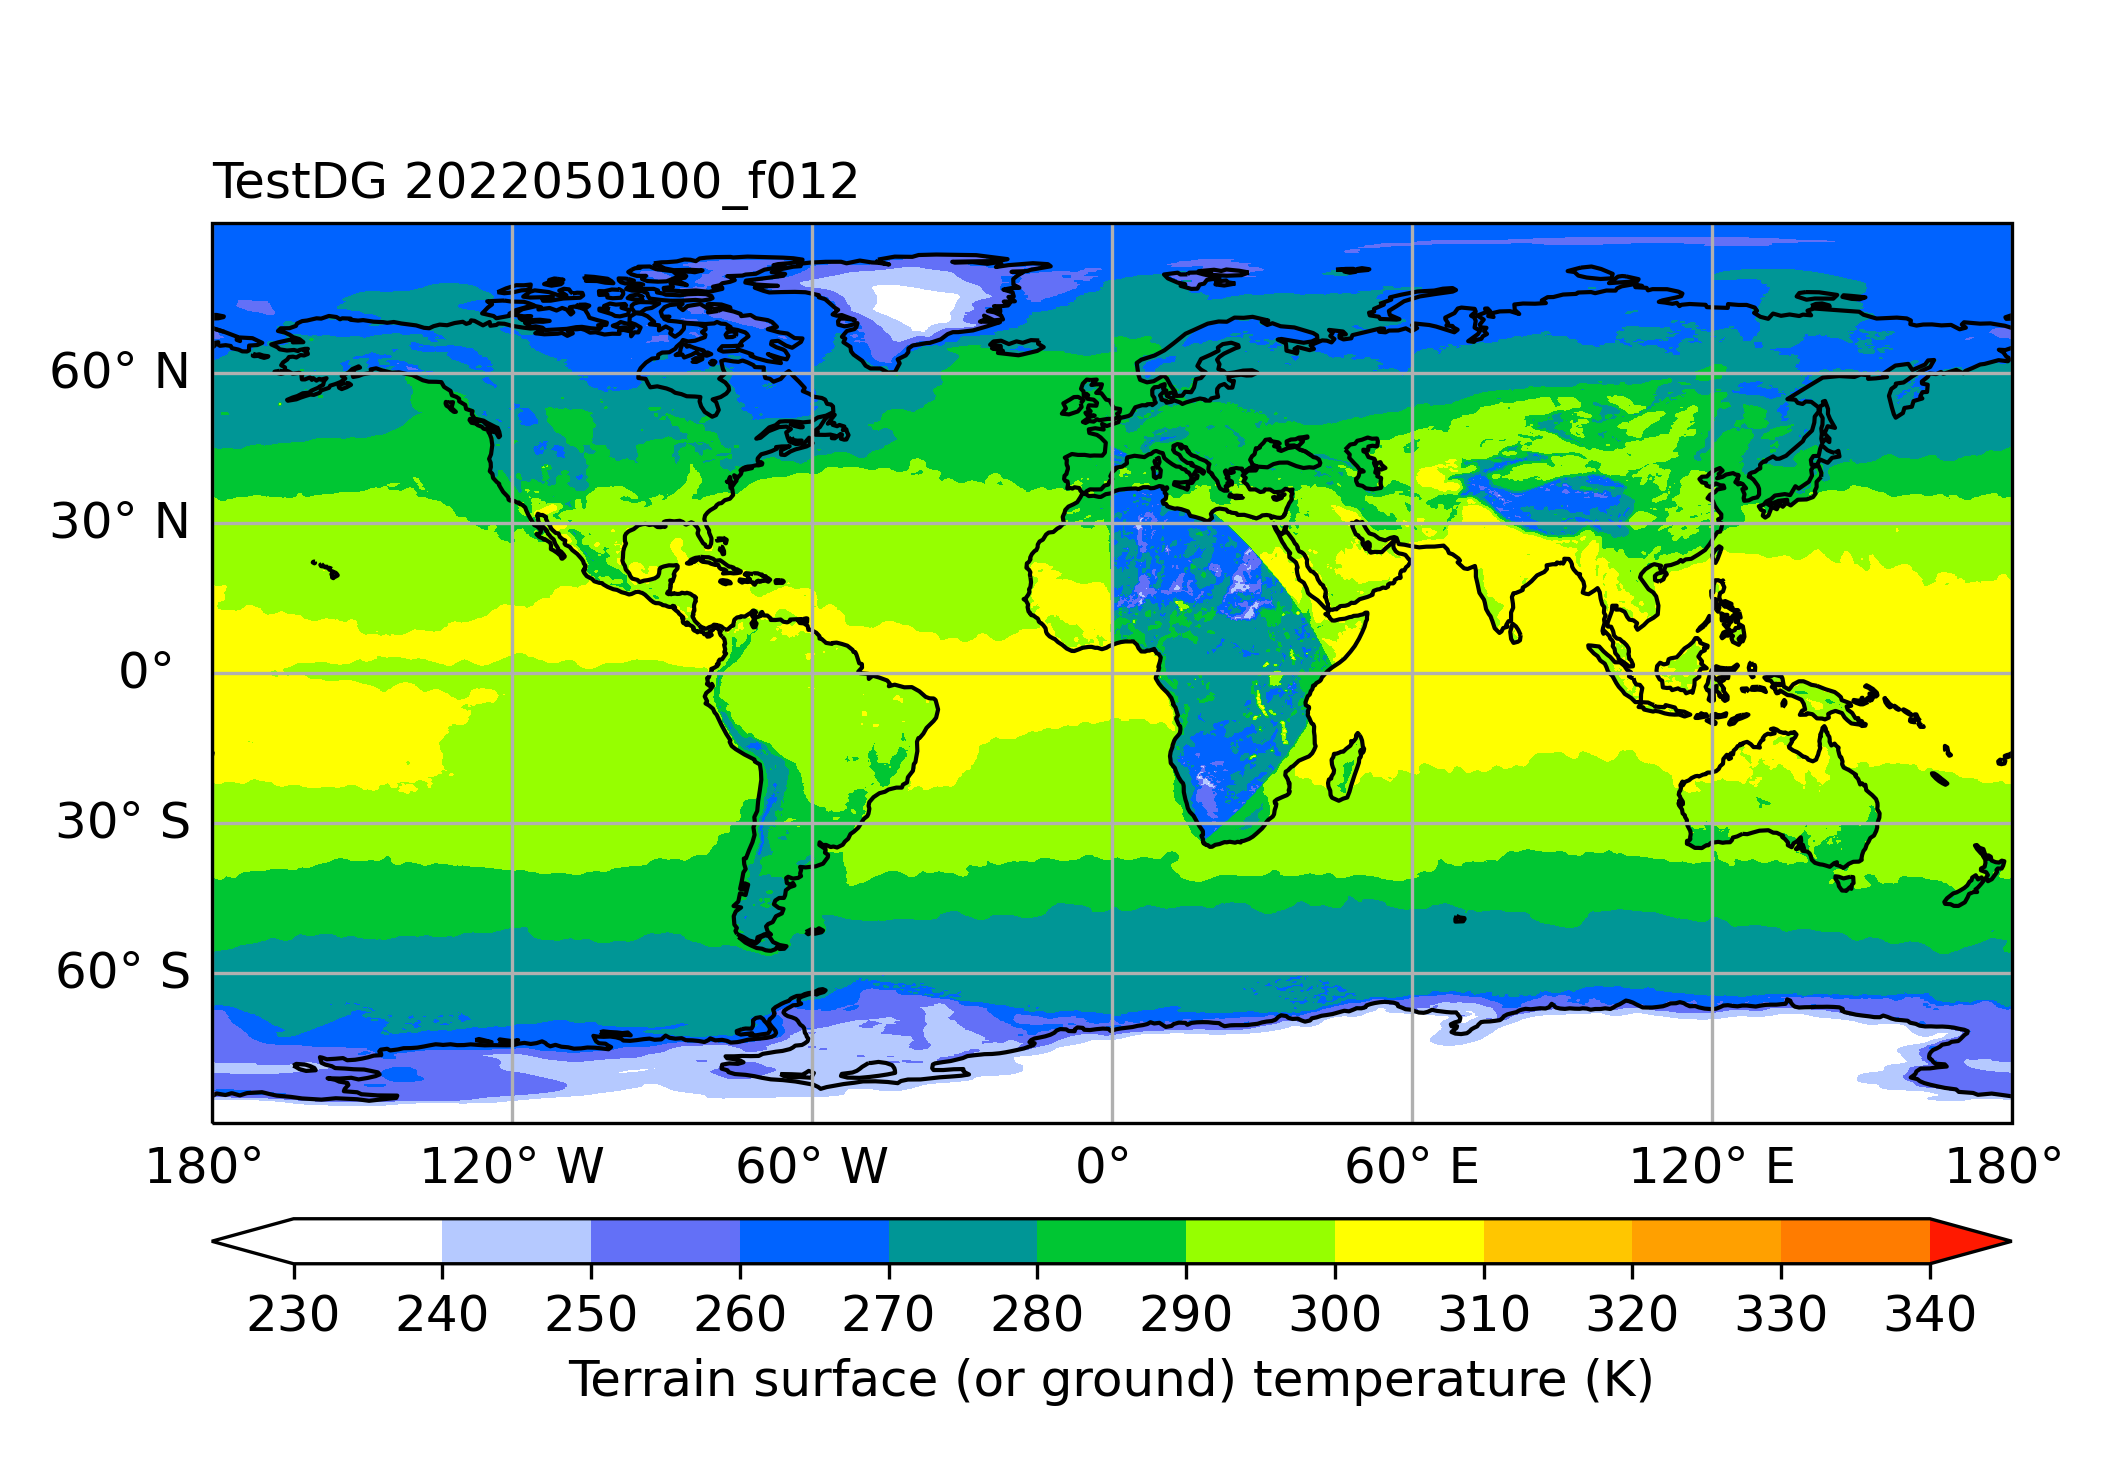 TestDG 2022050100_f012
60° N
30° N
0°
30° S
60° S
180° 120° W 60° W 0° 60° E 120° E 180°
230 240 250 260 270 280 290 300 310 320 330 340
Terrain surface (or ground) temperature (K)